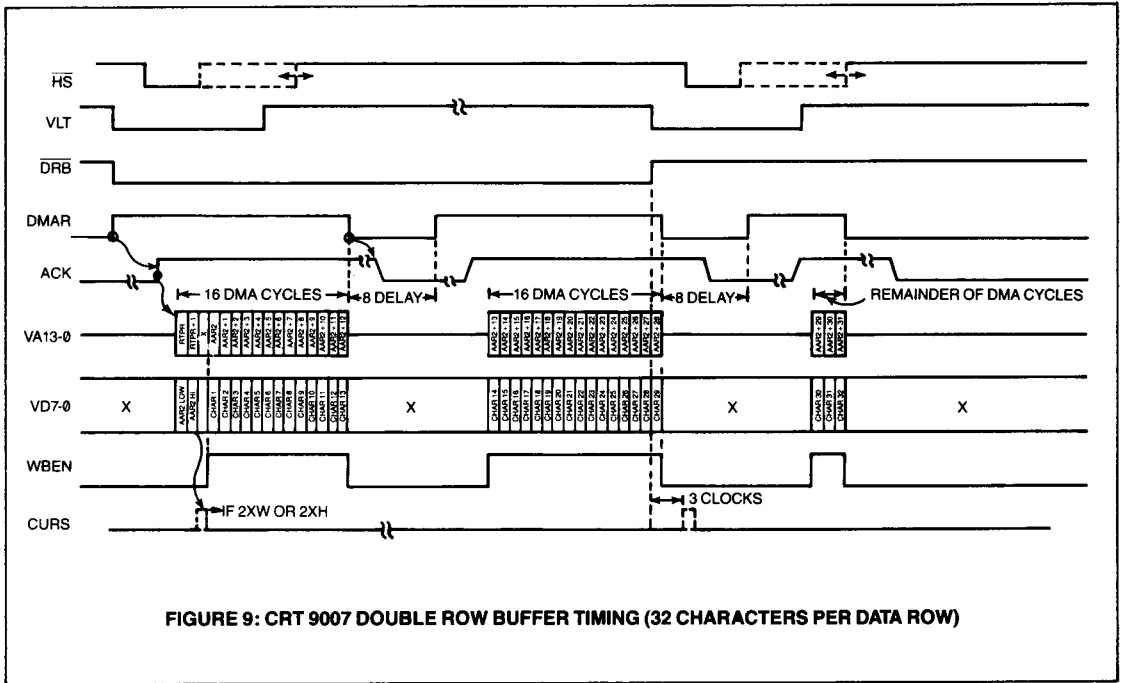 HS
VLT
DRB
DMAR
ACK
16 DMA CYCLES
8 DELAY
16 DMA CYCLES
8 DELAY
REMAINDER OF DMA CYCLES
VA13-0
RTPR
RTPR + 1
X
AAR2
AAR2 + 1
AAR2 + 2
AAR2 + 3
AAR2 + 4
AAR2 + 5
AAR2 + 6
AAR2 + 7
AAR2 + 8
AAR2 + 9
AAR2 + 10
AAR2 + 11
AAR2 + 12
AAR2 + 13
AAR2 + 14
AAR2 + 15
AAR2 + 16
AAR2 + 17
AAR2 + 18
AAR2 + 19
AAR2 + 20
AAR2 + 21
AAR2 + 22
AAR2 + 23
AAR2 + 24
AAR2 + 25
AAR2 + 26
AAR2 + 27
AAR2 + 28
AAR2 + 29
AAR2 + 30
AAR2 + 31
VD7-0
X
AAR2 LOW
AAR2 HI
CHAR 1
CHAR 2
CHAR 3
CHAR 4
CHAR 5
CHAR 6
CHAR 7
CHAR 8
CHAR 9
CHAR 10
CHAR 11
CHAR 12
CHAR 13
X
CHAR 14
CHAR 15
CHAR 16
CHAR 17
CHAR 18
CHAR 19
CHAR 20
CHAR 21
CHAR 22
CHAR 23
CHAR 24
CHAR 25
CHAR 26
CHAR 27
CHAR 28
CHAR 29
X
CHAR 30
CHAR 31
CHAR 32
X
WBEN
3 CLOCKS
CURS
IF 2XW OR 2XH
FIGURE 9: CRT 9007 DOUBLE ROW BUFFER TIMING (32 CHARACTERS PER DATA ROW)